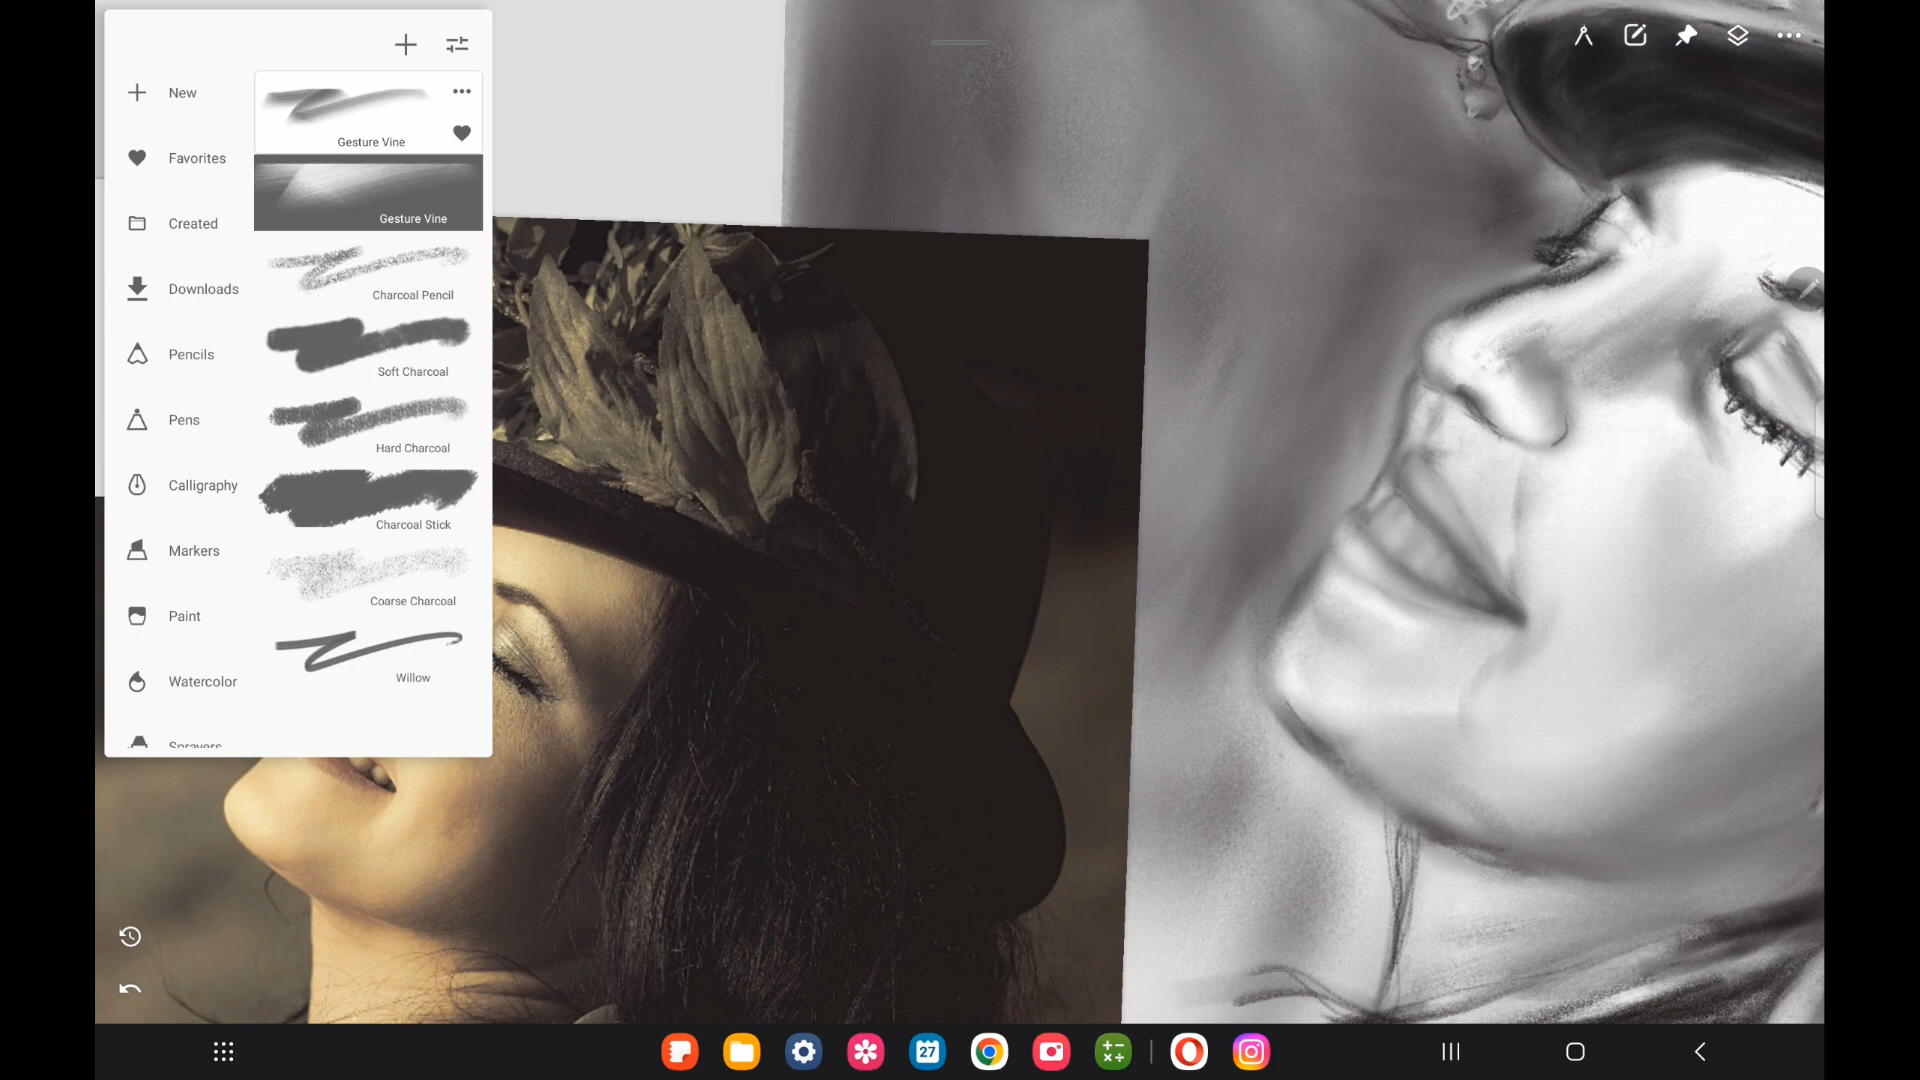 New
Favorites
Created
Downloads
Pencils
Pens
Calligraphy
Markers
Paint
Watercolor
Sprayers
Gesture Vine
Gesture Vine
Charcoal Pencil
Soft Charcoal
Hard Charcoal
Charcoal Stick
Coarse Charcoal
Willow
27